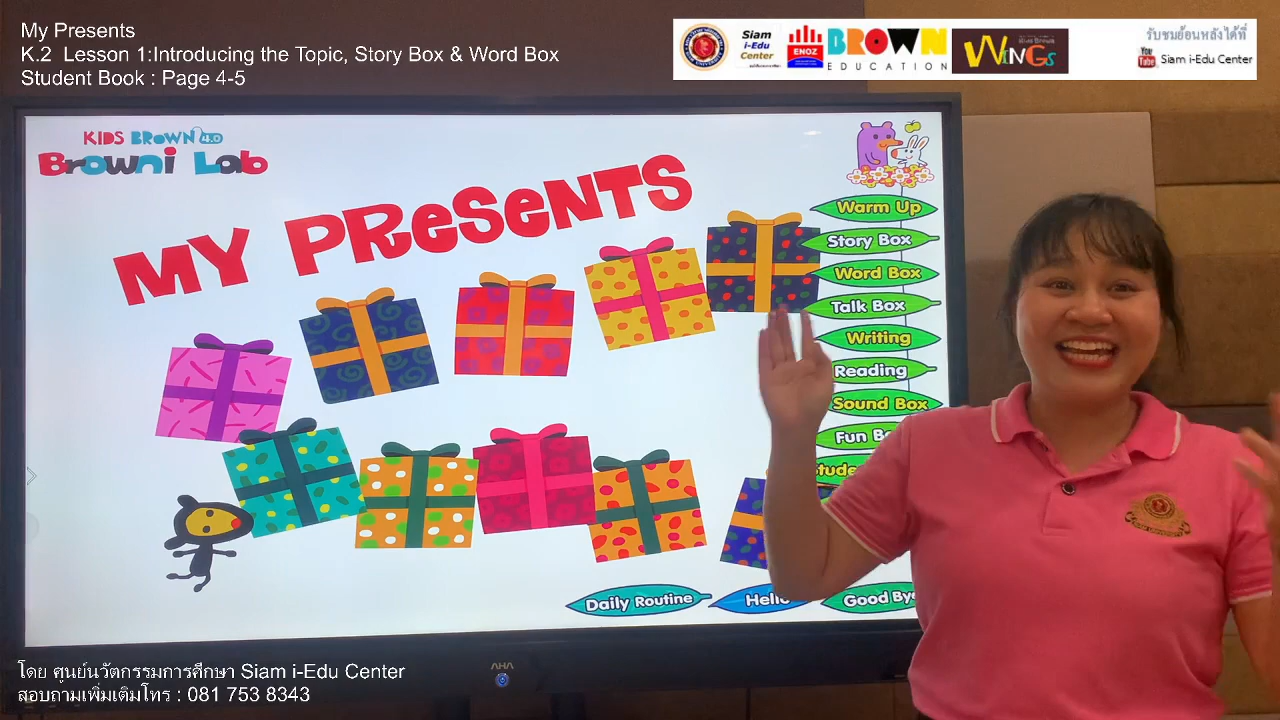 My Presents
K.2 Lesson 1:Introducing the Topic, Story Box & Word Box
Student Book : Page 4-5
Siam
i-Edu
Center
ENOZ
BROWN
EDUCATION
WiNGs
รับชมย้อนหลังได้ที่
You
Tube
Siam i-Edu Center
KIDS BROWN 4.0
Browni Lab
MY PReSeNTS
Warm Up
Story Box
Word Box
Talk Box
Writing
Reading
Sound Box
Fun
Daily Routine
Hello
Good Bye
AHA
โดย ศูนย์นวัตกรรมการศึกษา Siam i-Edu Center
สอบถามเพิ่มเติมโทร : 081 753 8343